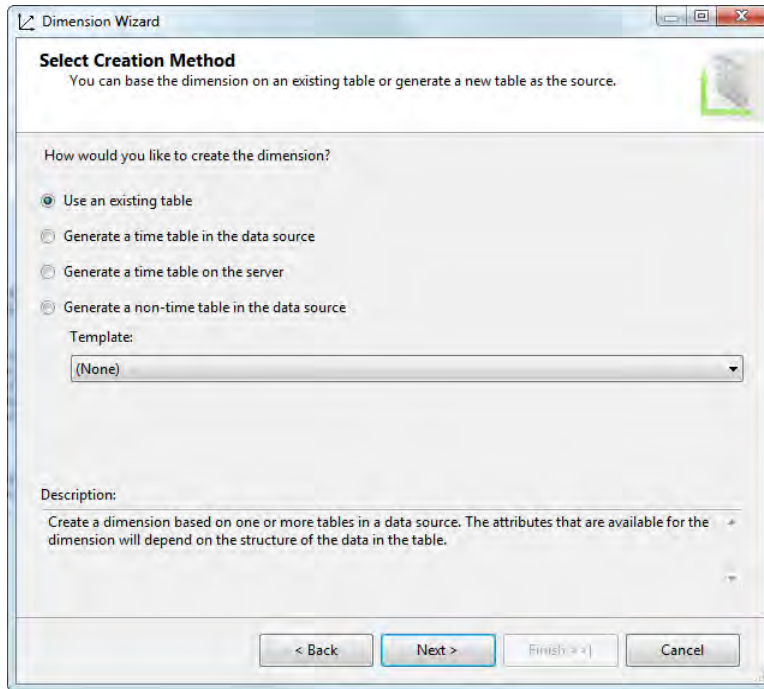 Dimension Wizard
Select Creation Method
You can base the dimension on an existing table or generate a new table as the source.
How would you like to create the dimension?
Use an existing table
Generate a time table in the data source
Generate a time table on the server
Generate a non-time table in the data source
Template:
(None)
Description:
Create a dimension based on one or more tables in a data source. The attributes that are available for the
dimension will depend on the structure of the data in the table.
< Back
Next >
Finish >>|
Cancel